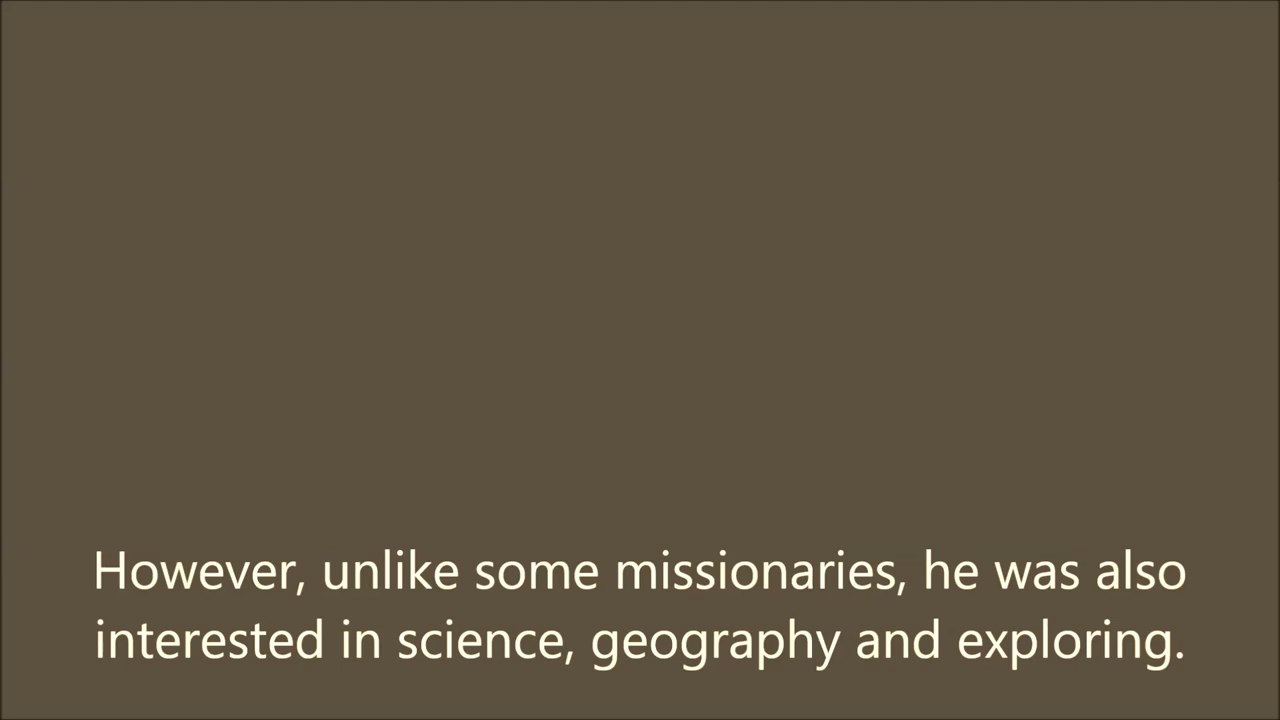 However, unlike some missionaries, he was also
interested in science, geography and exploring.